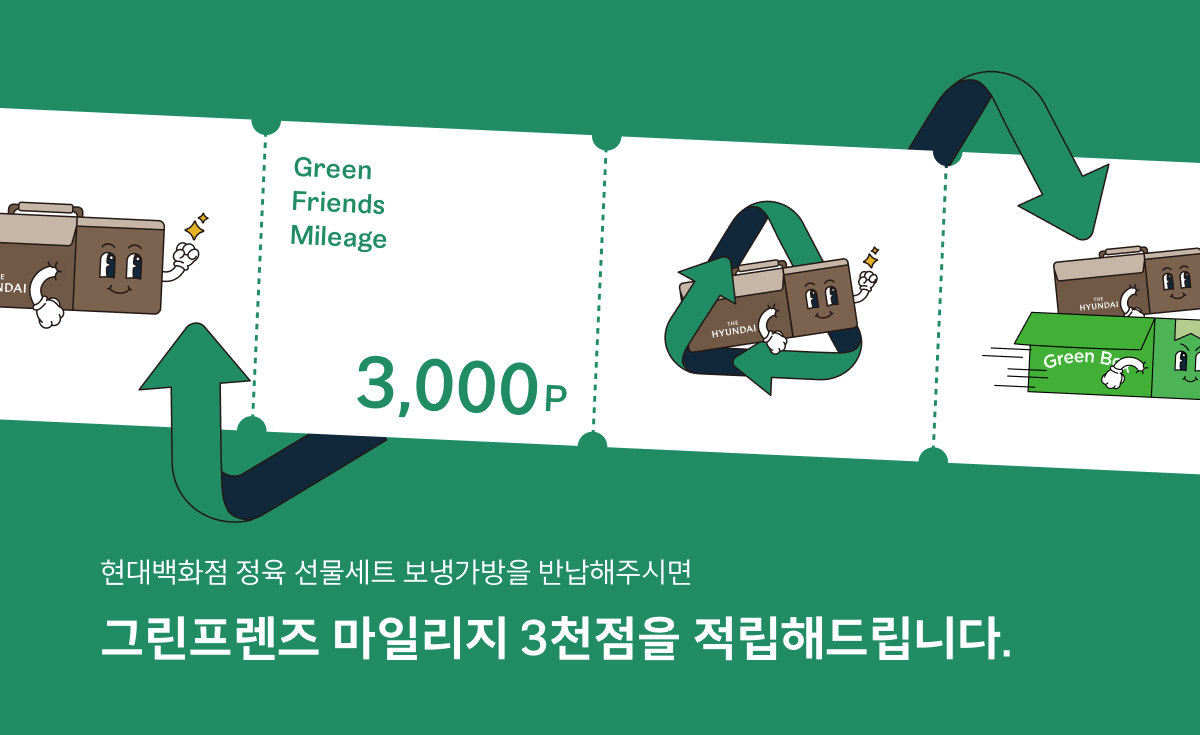 Green
Friends
Mileage
3,000P
THE
HYUNDAI
THE
HYUNDAI
Green
현대백화점 정육 선물세트 보냉가방을 반납해주시면
그린프렌즈 마일리지 3천점을 적립해드립니다.